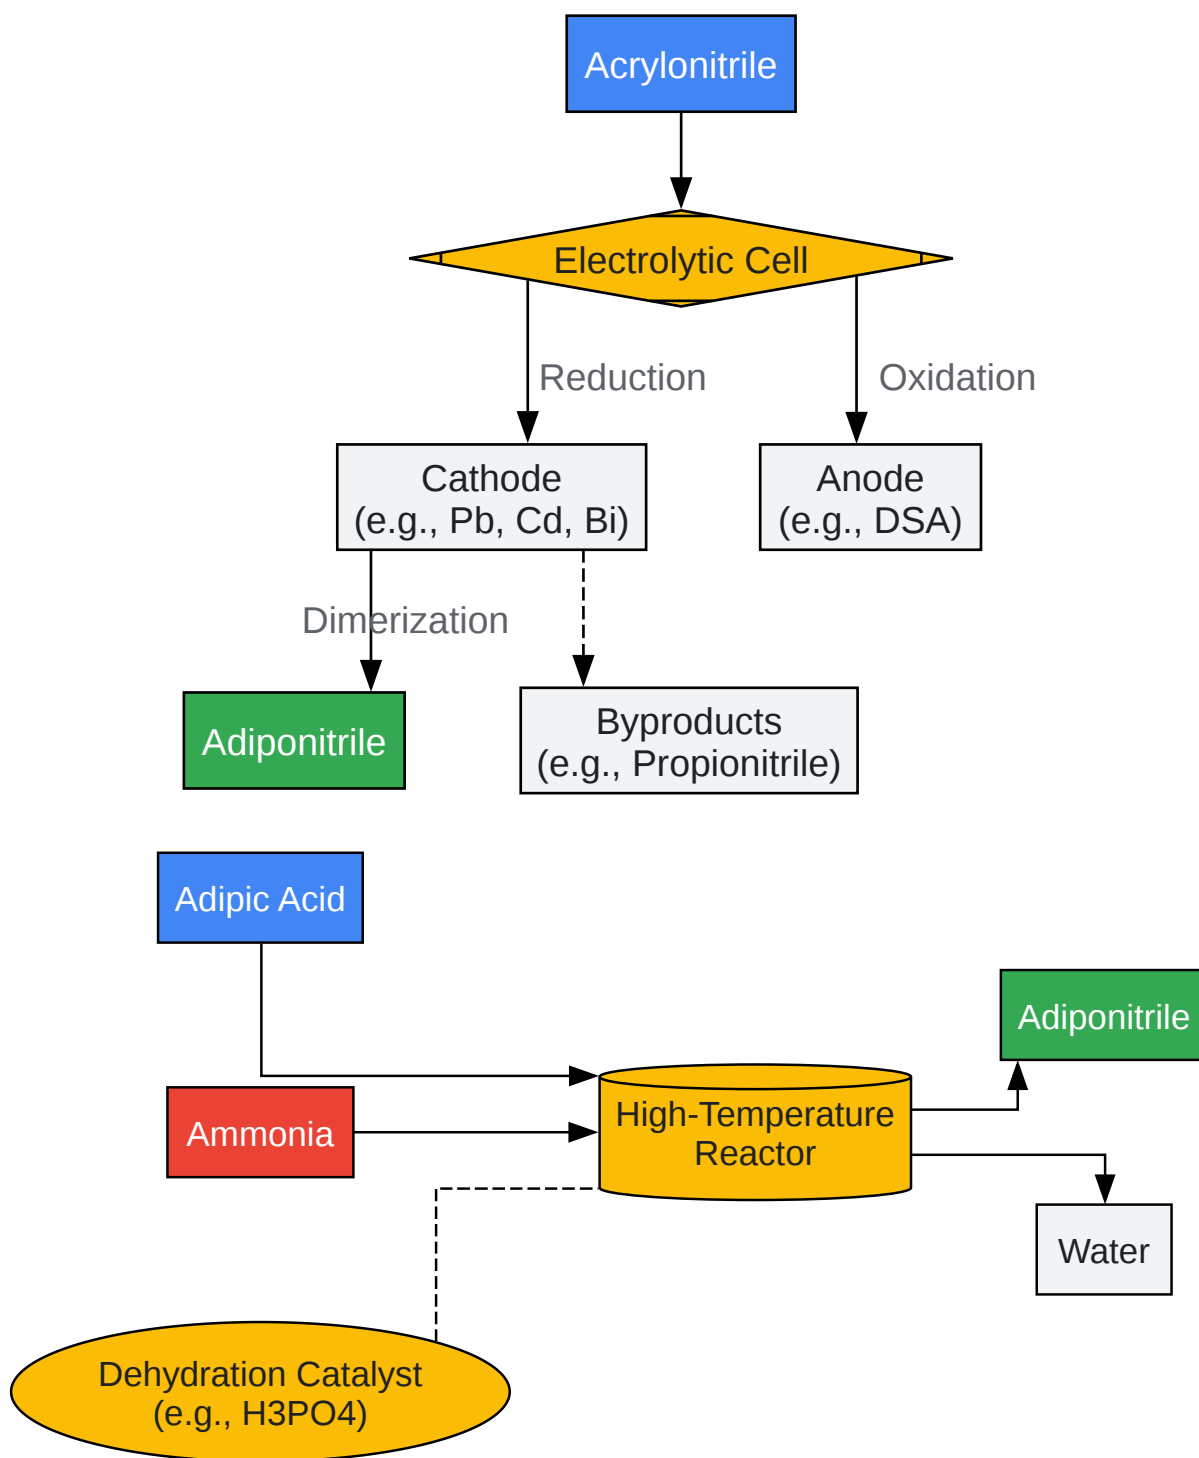 Acrylonitrile
Electrolytic Cell
Reduction
Oxidation
Cathode
(e.g., Pb, Cd, Bi)
Anode
(e.g., DSA)
Dimerization
Adiponitrile
Byproducts
(e.g., Propionitrile)
Adipic Acid
Adiponitrile
Ammonia
High-Temperature
Reactor
Water
Dehydration Catalyst
(e.g., H3PO4)